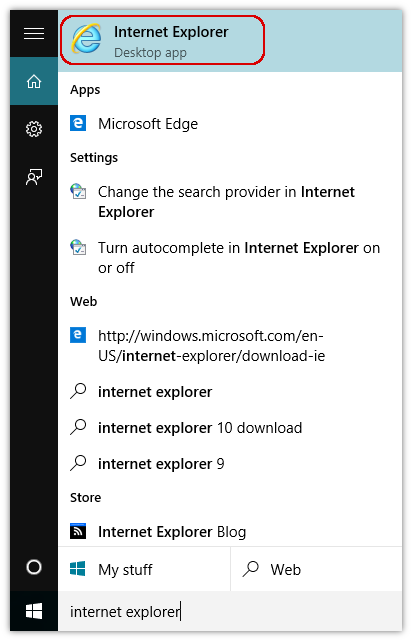 Internet Explorer
Desktop app
Apps
Microsoft Edge
Settings
Change the search provider in Internet
Explorer
Turn autocomplete in Internet Explorer on
or off
Web
http://windows.microsoft.com/en-
US/internet-explorer/download-ie
internet explorer
internet explorer 10 download
internet explorer 9
Store
Internet Explorer Blog
My stuff
Web
internet explorer